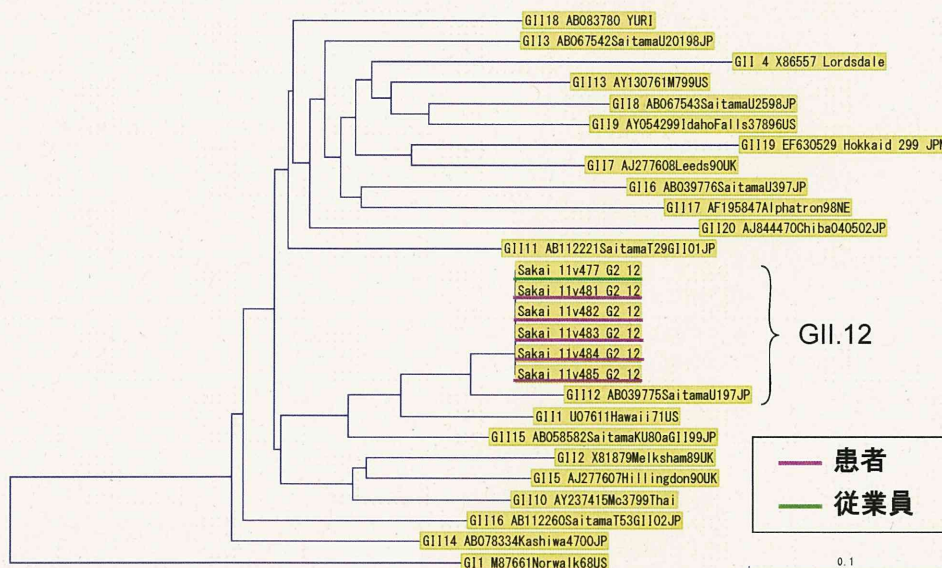 GII18 AB083780 YURI
GII3 AB067542SaitamaU20198JP
GII 4 X86557 Lordsdale
GII13 AY130761M799US
GII8 AB067543SaitamaU2598JP
GII9 AY054299IdahoFalls37896US
GII19 EF630529 Hokkaid 299 JPN
GII7 AJ277608Leeds90UK
GII6 AB039776SaitamaU397JP
GII17 AF195847Alphatron98NE
GII20 AJ844470Chiba040502JP
GII11 AB112221SaitamaT29GII01JP
Sakai 11v477 G2 12
Sakai 11v481 G2 12
Sakai 11v482 G2 12
Sakai 11v483 G2 12
Sakai 11v484 G2 12
Sakai 11v485 G2 12
GII.12
GII12 AB039775SaitamaU197JP
GII1 U07611Hawaii71US
GII15 AB058582SaitamaKU80aGII99JP
GII2 X81879Melksham89UK
GII5 AJ277607Hillingdon90UK
GII10 AY237415Mc3799Thai
GII16 AB112260SaitamaT53GII02JP
GII14 AB078334Kashiwa4700JP
GI1 M87661Norwalk68US
患者
従業員
0.1